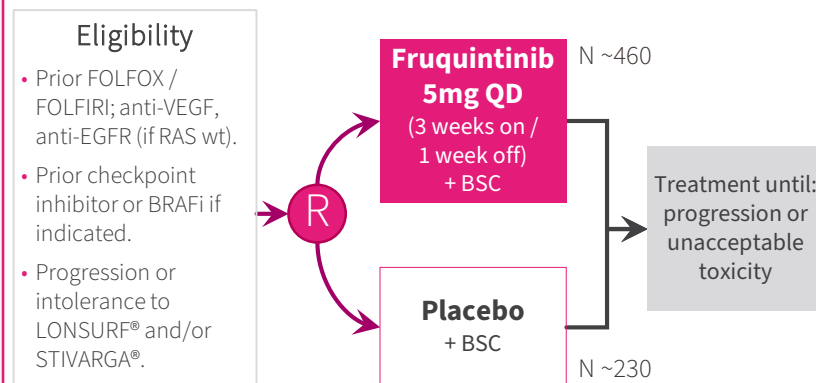 Eligibility
• Prior FOLFOX /
FOLFIRI; anti-VEGF,
anti-EGFR (if RAS wt).
• Prior checkpoint
inhibitor or BRAFi if
indicated.
• Progression or
intolerance to
LONSURF® and/or
STIVARGA®.
R
Fruquintinib
5mg QD
(3 weeks on /
1 week off)
+ BSC
N ~460
Placebo
+ BSC
N ~230
Treatment until:
progression or
unacceptable
toxicity